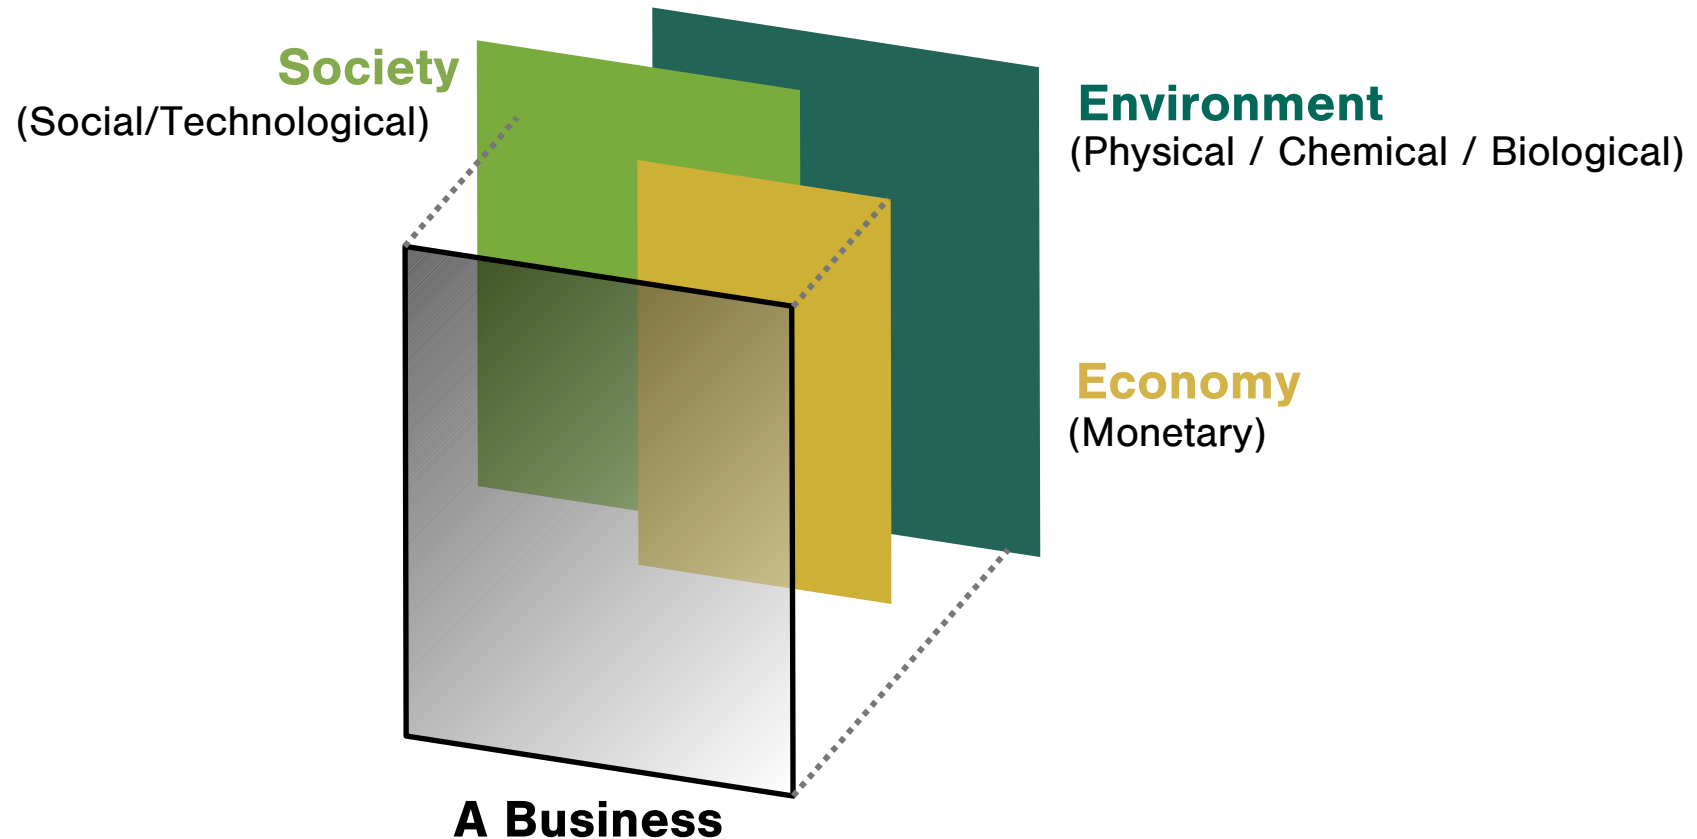 Society
(Social/Technological)
Environment
(Physical / Chemical / Biological)
Economy
(Monetary)
A Business